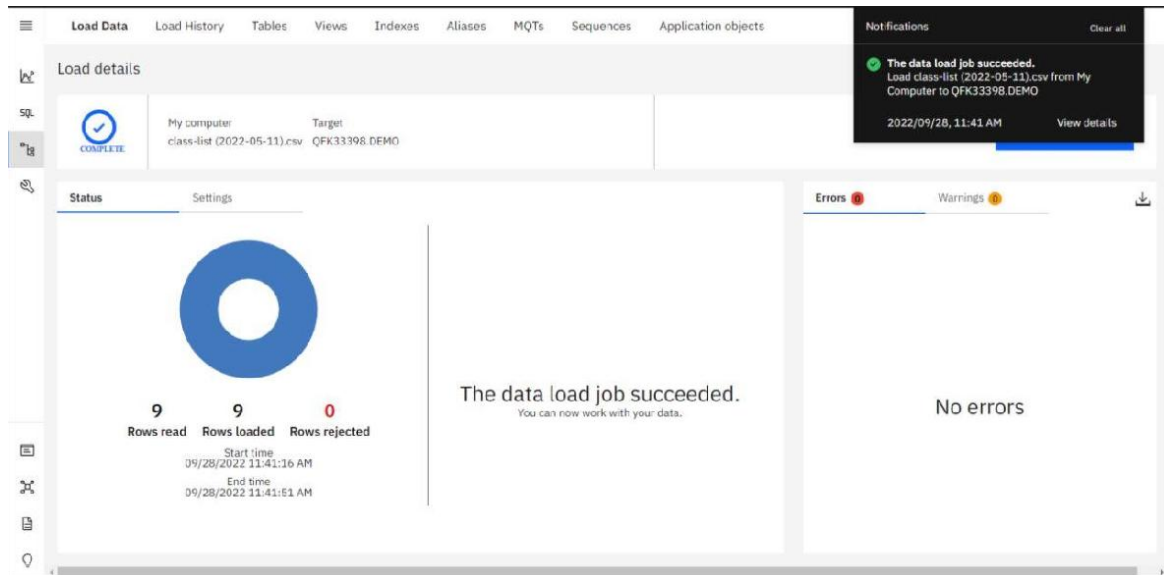 Load Data Load History Tables Views Indexes Aliases MQTs Sequences Application objects
Notifications Clear all
The data load job succeeded.
Load class-list (2022-05-11).csv from My
Computer to QFK33398.DEMO
2022/09/28, 11:41 AM View details
Load details
SQL
COMPLETE
My computer Target
class-list (2022-05-11).csv QFK33398.DEMO
Status Settings
Errors 0 Warnings 0
9 9 0
Rows read Rows loaded Rows rejected
Start time
09/28/2022 11:41:16 AM
End time
09/28/2022 11:41:51 AM
The data load job succeeded.
You can now work with your data.
No errors